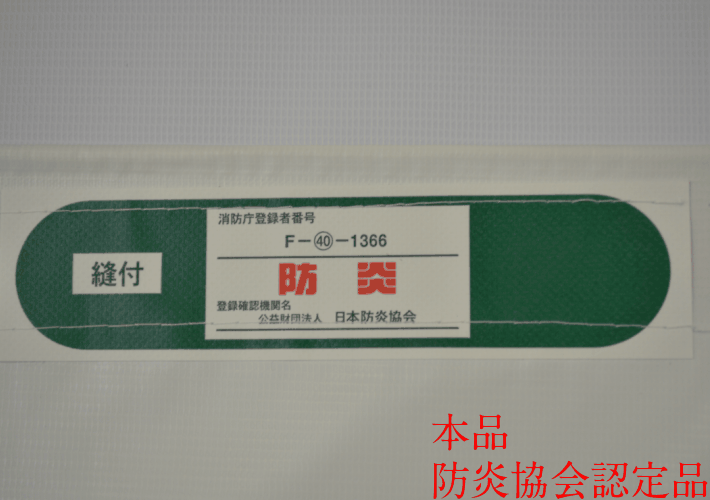 消防庁登録者番号
F－㊵－1366
縫付
防炎
登録確認機関名
公益財団法人 日本防炎協会
本品
防炎協会認定品